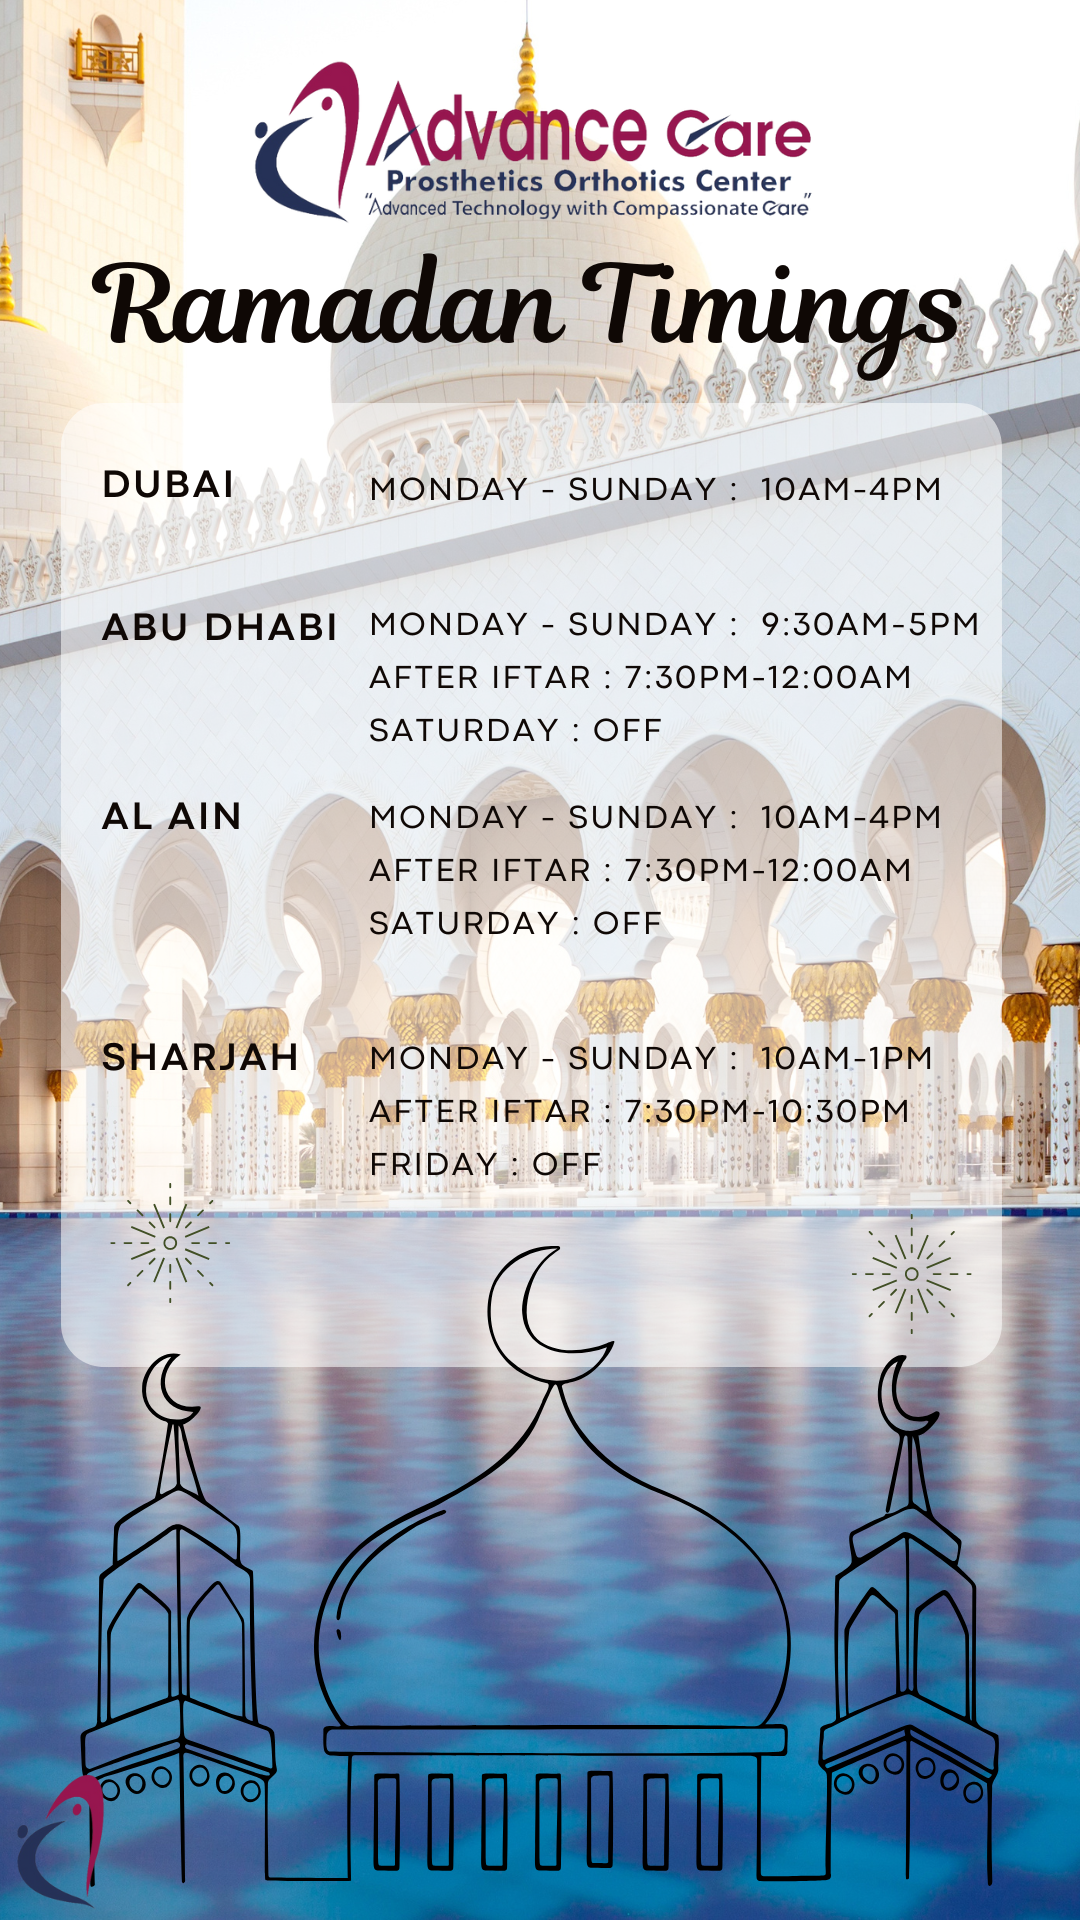 Advance Care
Prosthetics Orthotics Center
"Advanced Technology with Compassionate Care"
Ramadan Timings
DUBAI MONDAY - SUNDAY : 10AM-4PM
ABU DHABI MONDAY - SUNDAY : 9:30AM-5PM
AFTER IFTAR : 7:30PM-12:00AM
SATURDAY : OFF
AL AIN MONDAY - SUNDAY : 10AM-4PM
AFTER IFTAR : 7:30PM-12:00AM
SATURDAY : OFF
SHARJAH MONDAY - SUNDAY : 10AM-1PM
AFTER IFTAR : 7:30PM-10:30PM
FRIDAY : OFF